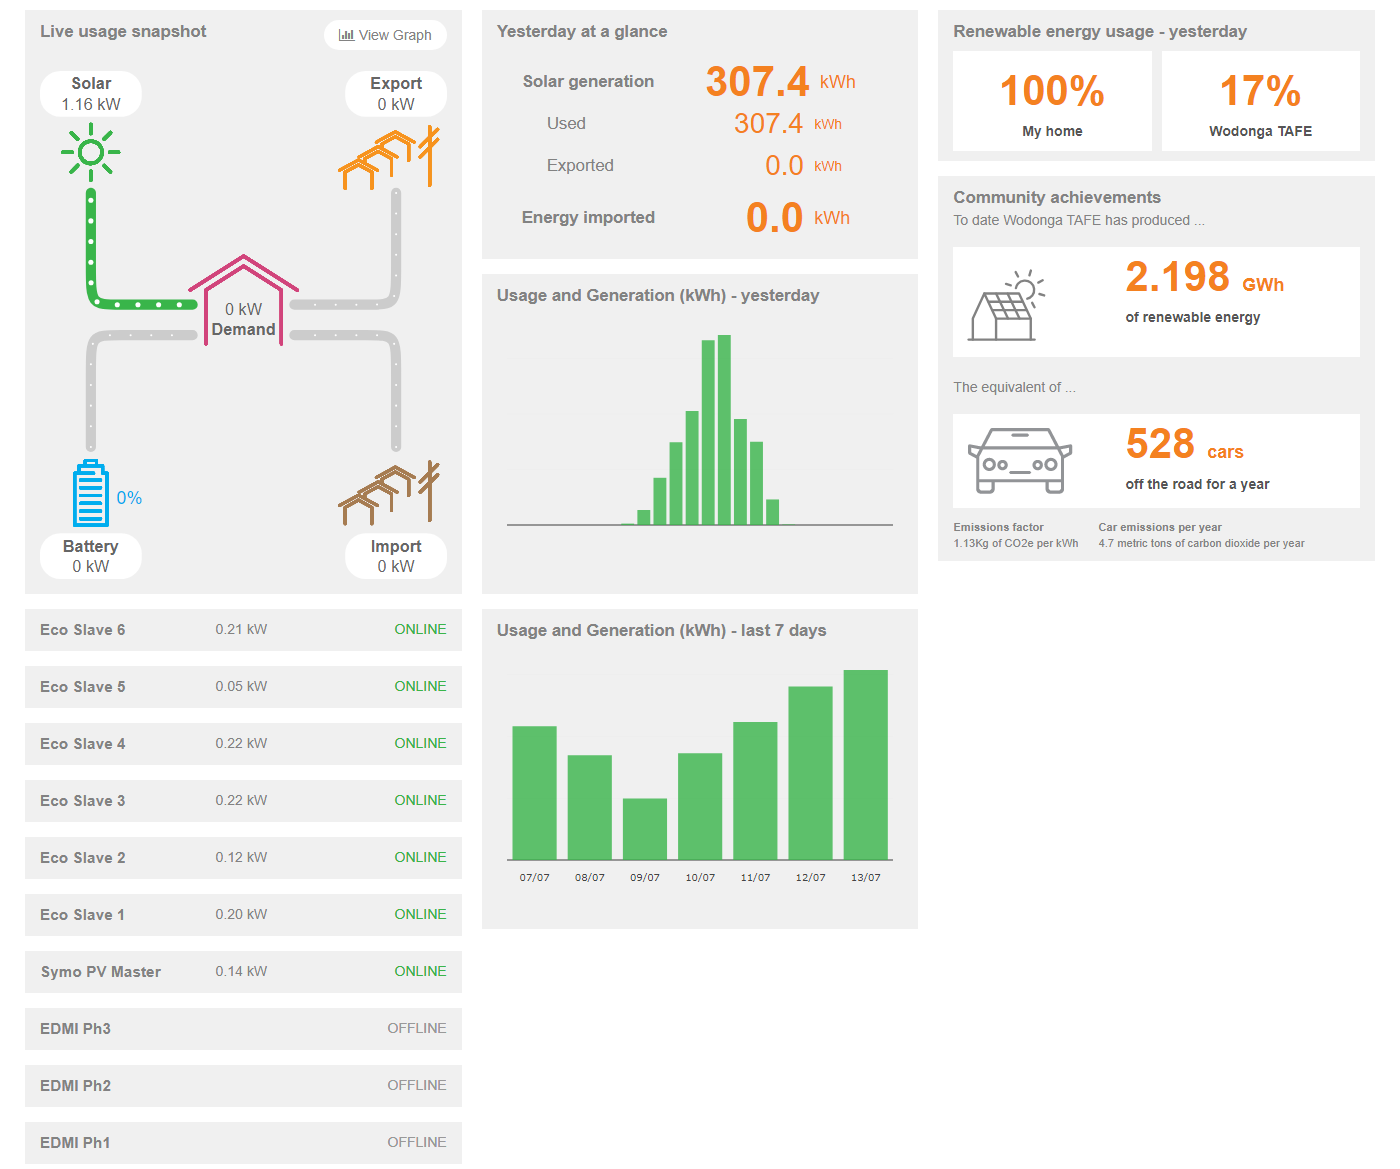 Live usage snapshot
View Graph
Solar
1.16 kW
Export
0 kW
0 kW
Demand
0%
Battery
0 kW
Import
0 kW
Eco Slave 6 0.21 kW ONLINE
Eco Slave 5 0.05 kW ONLINE
Eco Slave 4 0.22 kW ONLINE
Eco Slave 3 0.22 kW ONLINE
Eco Slave 2 0.12 kW ONLINE
Eco Slave 1 0.20 kW ONLINE
Symo PV Master 0.14 kW ONLINE
EDMI Ph3 OFFLINE
EDMI Ph2 OFFLINE
EDMI Ph1 OFFLINE
Yesterday at a glance
Solar generation 307.4 kWh
Used 307.4 kWh
Exported 0.0 kWh
Energy imported 0.0 kWh
Usage and Generation (kWh) - yesterday
Usage and Generation (kWh) - last 7 days
07/07 08/07 09/07 10/07 11/07 12/07 13/07
Renewable energy usage - yesterday
100%
My home
17%
Wodonga TAFE
Community achievements
To date Wodonga TAFE has produced ...
2.198 GWh
of renewable energy
The equivalent of ...
528 cars
off the road for a year
Emissions factor
1.13Kg of CO2e per kWh
Car emissions per year
4.7 metric tons of carbon dioxide per year